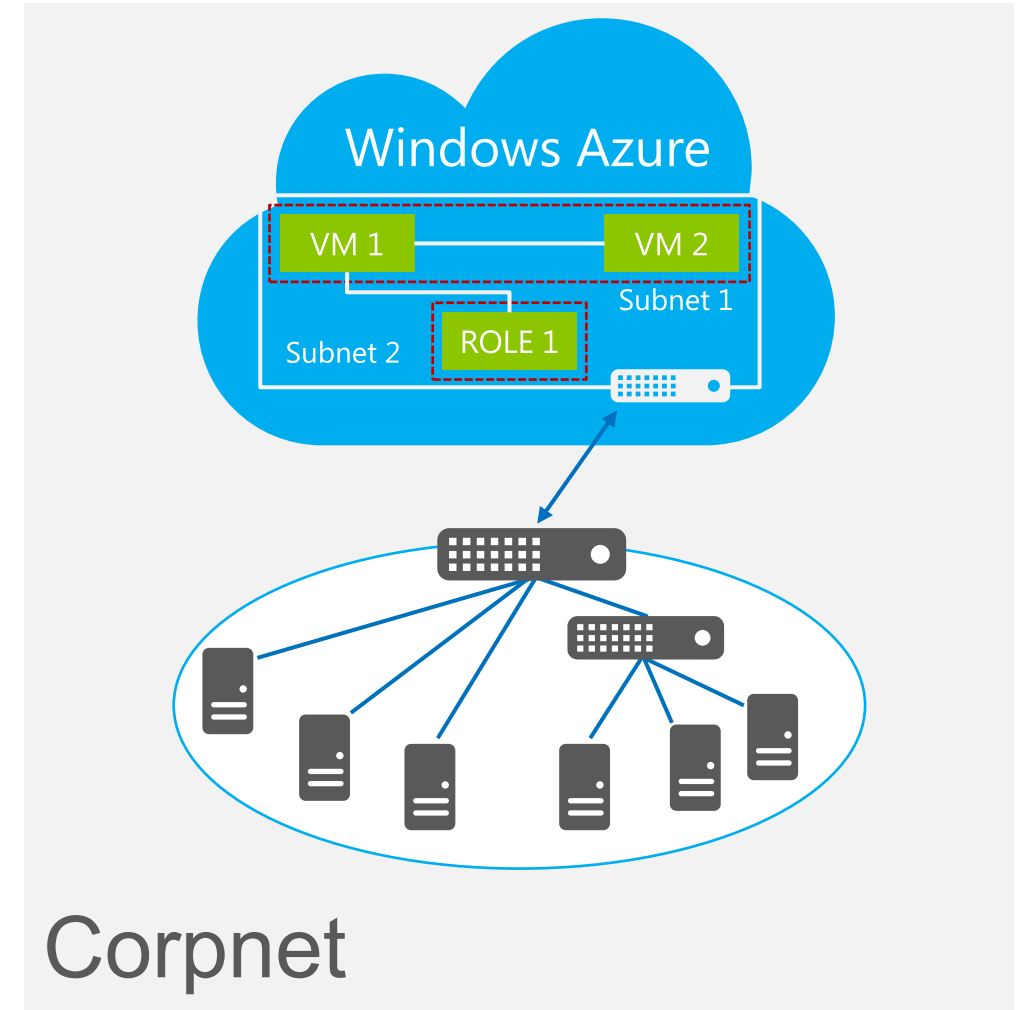 Windows Azure
VM 1
VM 2
Subnet 1
ROLE 1
Subnet 2
Corpnet